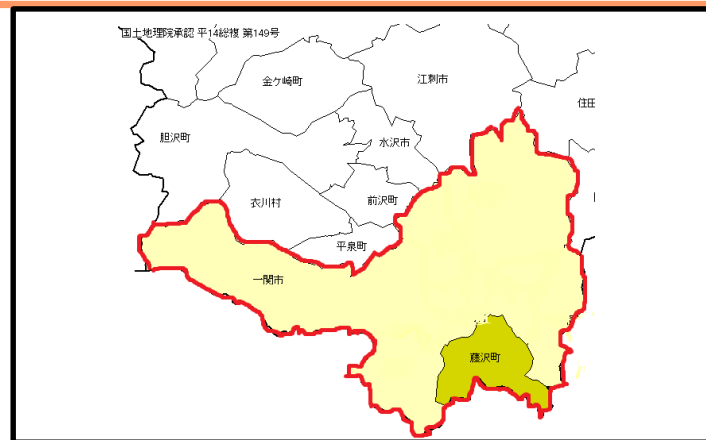 国土地理院承認 平14総複 第149号
金ケ崎町
江刺市
住田
胆沢町
水沢市
衣川村
前沢町
平泉町
一関市
藤沢町